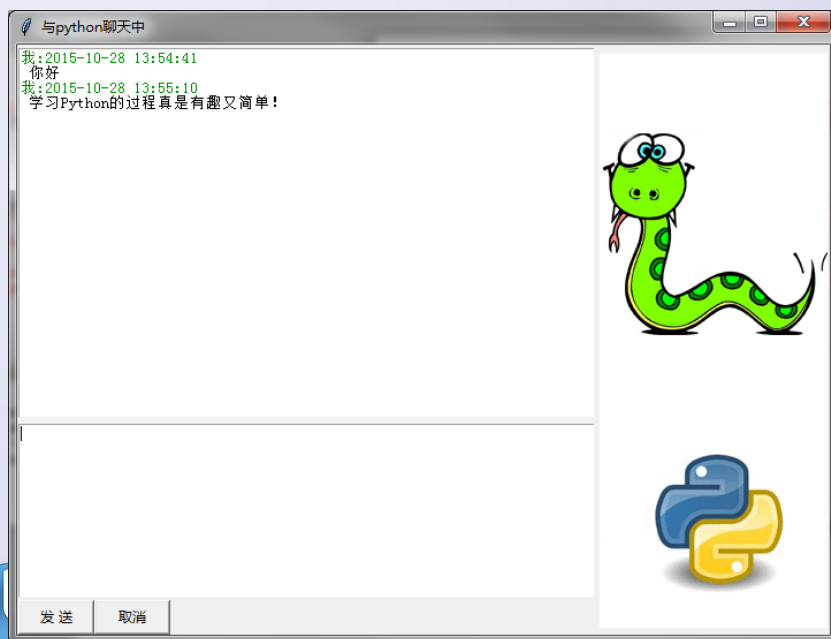 与python聊天中
我:2015-10-28 13:54:41
你好
我:2015-10-28 13:55:10
学习Python的过程真是有趣又简单!
发 送
取消